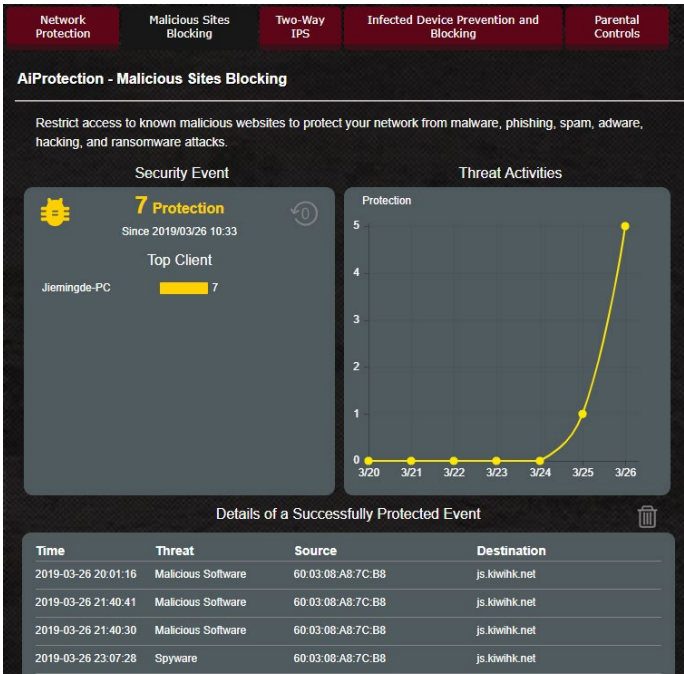 Network Protection
Malicious Sites Blocking
Two-Way IPS
Infected Device Prevention and Blocking
Parental Controls
AiProtection - Malicious Sites Blocking
Restrict access to known malicious websites to protect your network from malware, phishing, spam, adware,
hacking, and ransomware attacks.
Security Event
7 Protection
0
Since 2019/03/26 10:33
Top Client
Jiemingde-PC 7
Threat Activities
Protection
5
4
3
2
1
0
3/20 3/21 3/22 3/23 3/24 3/25 3/26
Details of a Successfully Protected Event
Time Threat Source Destination
2019-03-26 20:01:16 Malicious Software 60:03:08:A8:7C:B8 js.kiwihk.net
2019-03-26 21:40:41 Malicious Software 60:03:08:A8:7C:B8 js.kiwihk.net
2019-03-26 21:40:30 Malicious Software 60:03:08:A8:7C:B8 js.kiwihk.net
2019-03-26 23:07:28 Spyware 60:03:08:A8:7C:B8 js.kiwihk.net